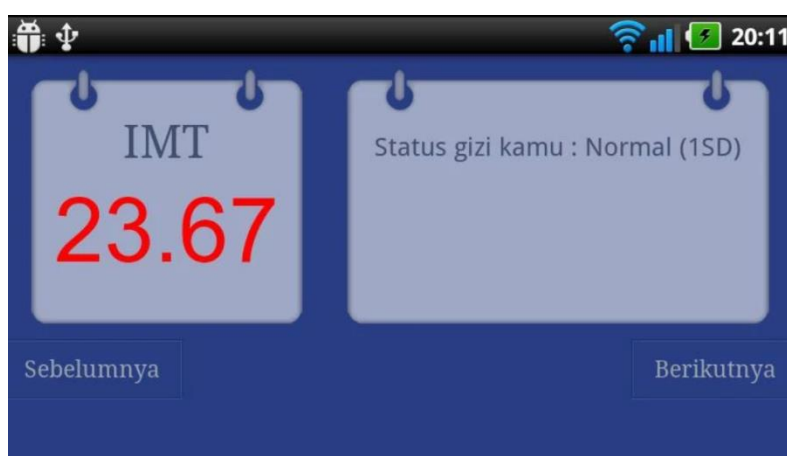 20:11
IMT
23.67
Status gizi kamu : Normal (1SD)
Sebelumnya
Berikutnya